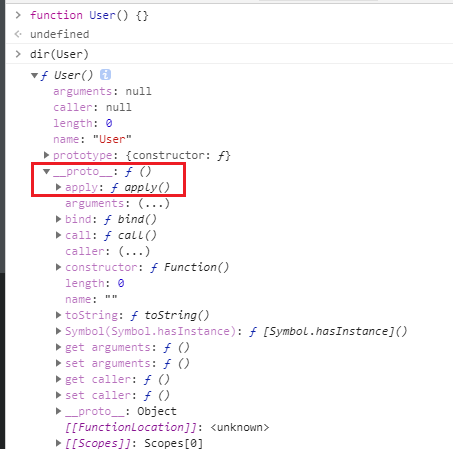 function User() {}
undefined
dir(User)
ƒ User() i
arguments: null
caller: null
length: 0
name: "User"
prototype: {constructor: ƒ}
__proto__: ƒ ()
apply: ƒ apply()
arguments: (...)
bind: ƒ bind()
call: ƒ call()
caller: (...)
constructor: ƒ Function()
length: 0
name: ""
toString: ƒ toString()
Symbol(Symbol.hasInstance): ƒ [Symbol.hasInstance]()
get arguments: ƒ ()
set arguments: ƒ ()
get caller: ƒ ()
set caller: ƒ ()
__proto__: Object
[[FunctionLocation]]: <unknown>
[[Scopes]]: Scopes[0]